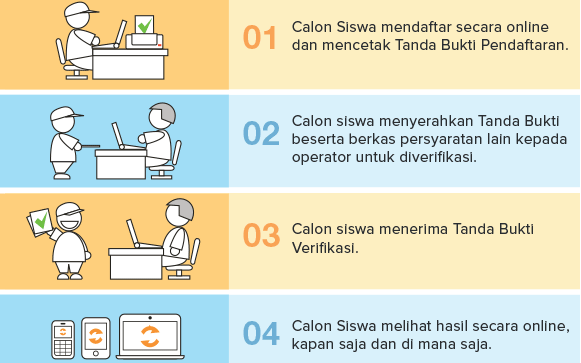 01
Calon Siswa mendaftar secara online
dan mencetak Tanda Bukti Pendaftaran.
02
Calon siswa menyerahkan Tanda Bukti
beserta berkas persyaratan lain kepada
operator untuk diverifikasi.
03
Calon siswa menerima Tanda Bukti
Verifikasi.
04
Calon Siswa melihat hasil secara online,
kapan saja dan di mana saja.